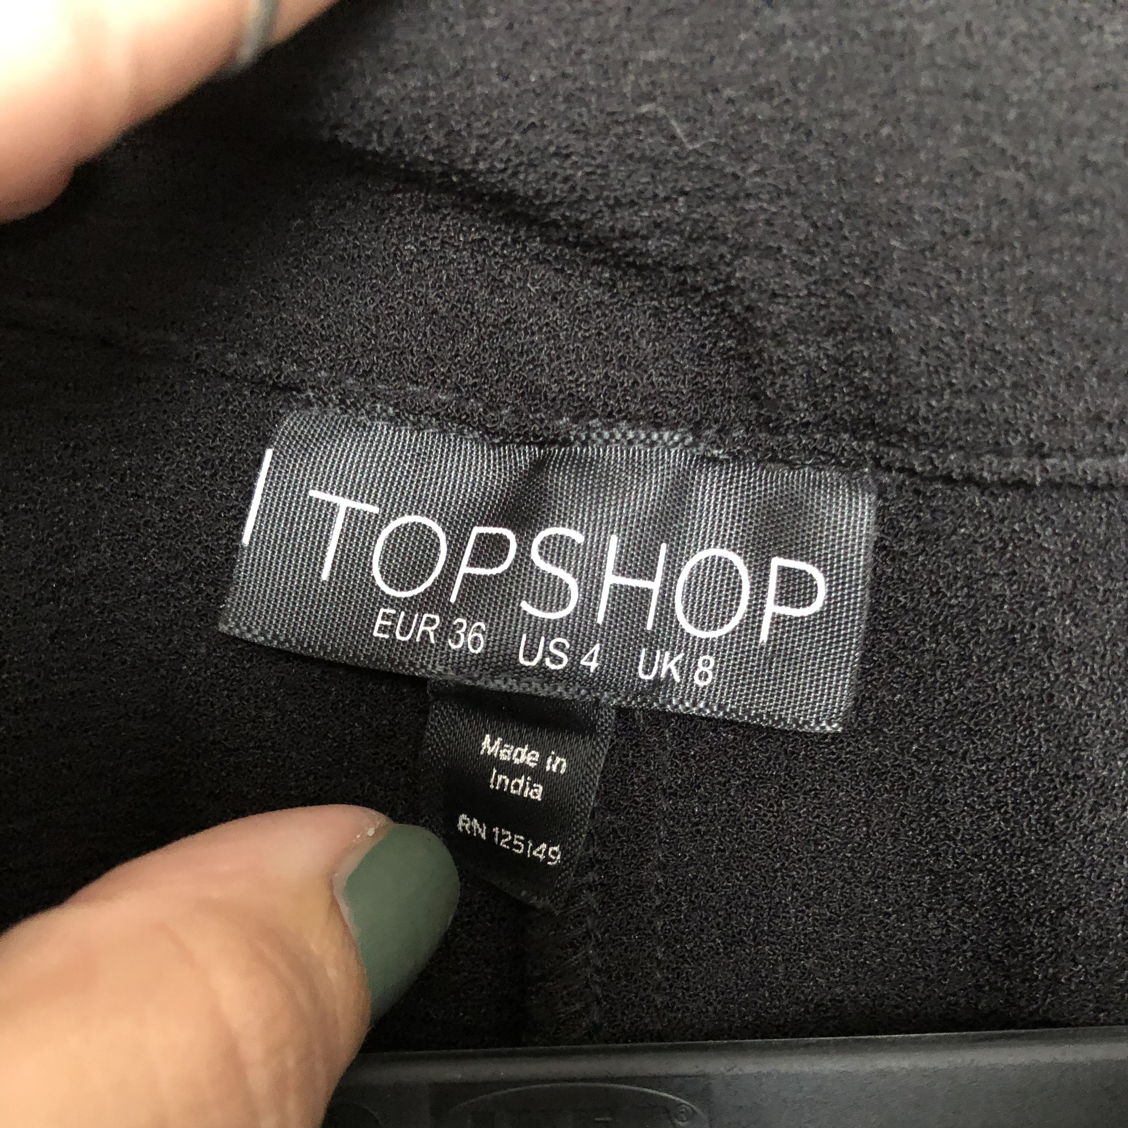 TOPSHOP
EUR 36 US 4 UK 8
Made in
India
RN 125149